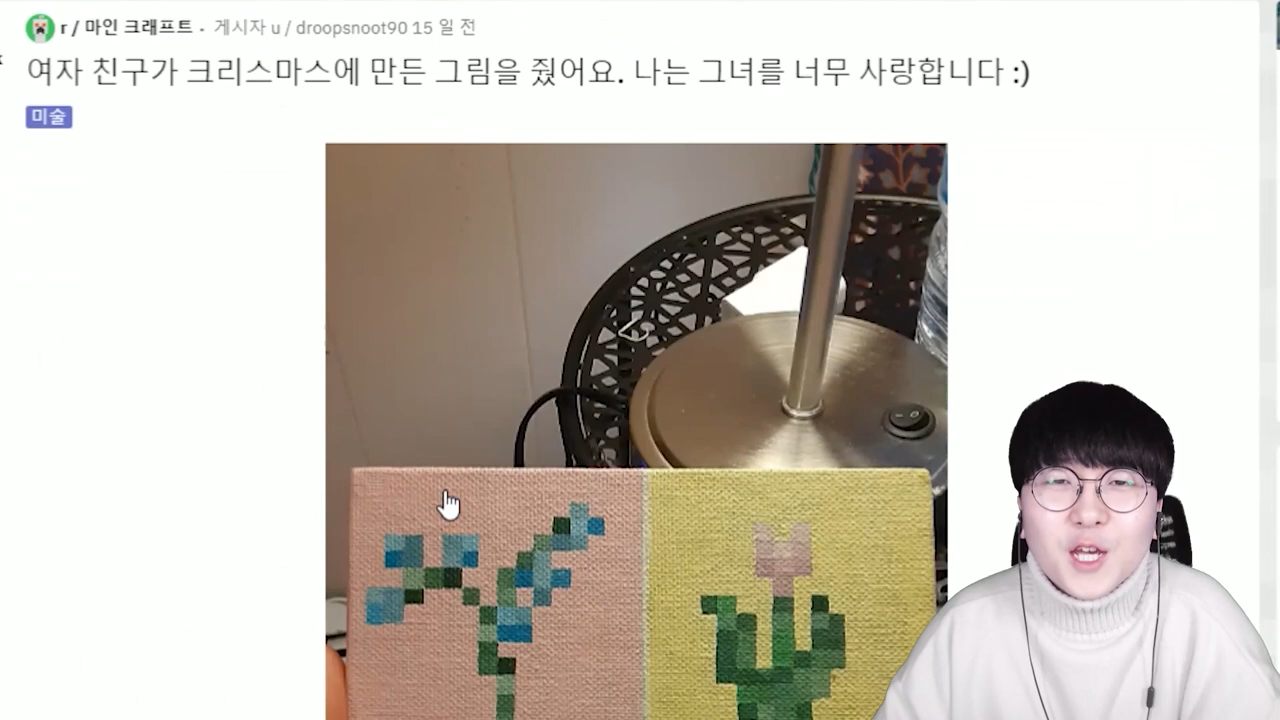 r / 마인 크래프트 · 게시자 u / droopsnoot90 15 일 전
여자 친구가 크리스마스에 만든 그림을 줬어요. 나는 그녀를 너무 사랑합니다 :)
미술